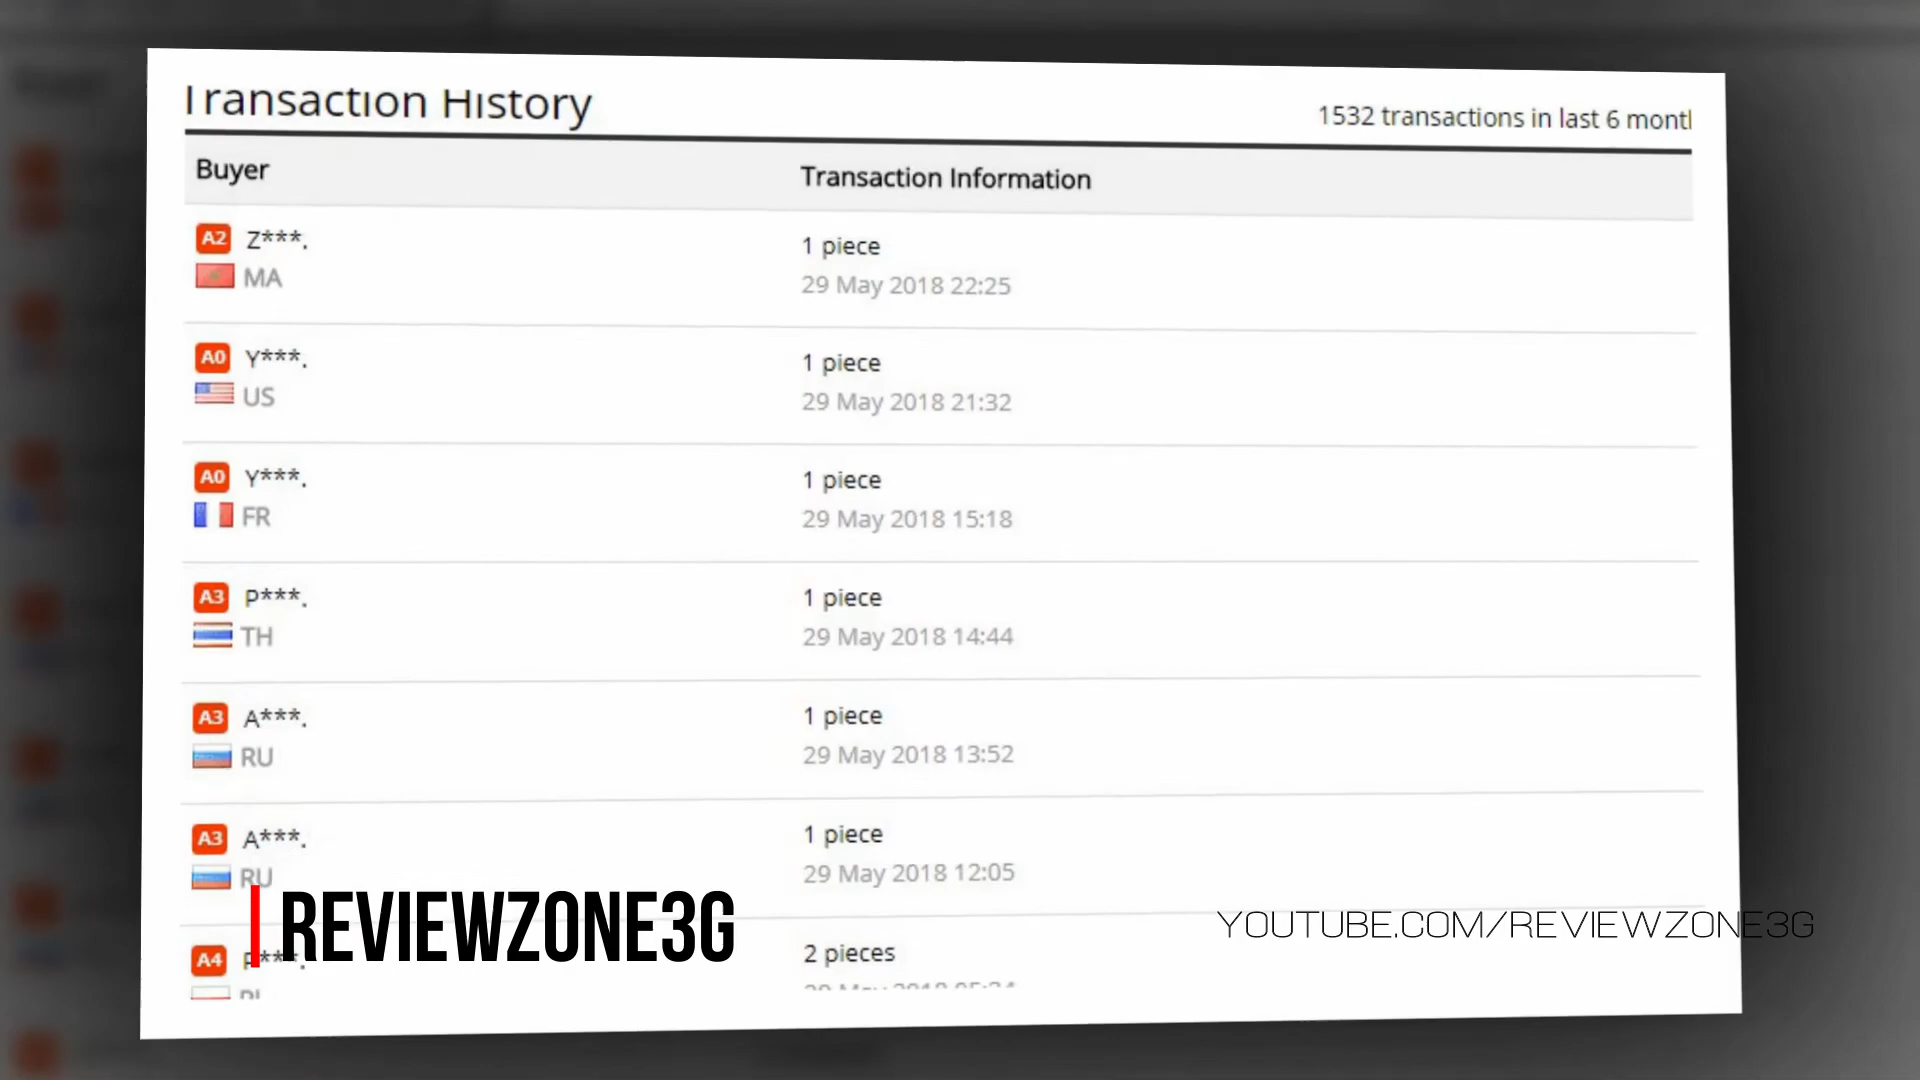 Transaction History
1532 transactions in last 6 mont
Buyer
Transaction Information
A2 Z***.
1 piece
MA
29 May 2018 22:25
A0 Y***.
1 piece
US
29 May 2018 21:32
A0 Y***.
1 piece
FR
29 May 2018 15:18
A3 P***.
1 piece
TH
29 May 2018 14:44
A3 A***.
1 piece
RU
29 May 2018 13:52
A3 A***.
1 piece
RU
29 May 2018 12:05
REVIEWZONE3G
YOUTUBE.COM/REVIEWZONE3G
A4 P***.
2 pieces
PL